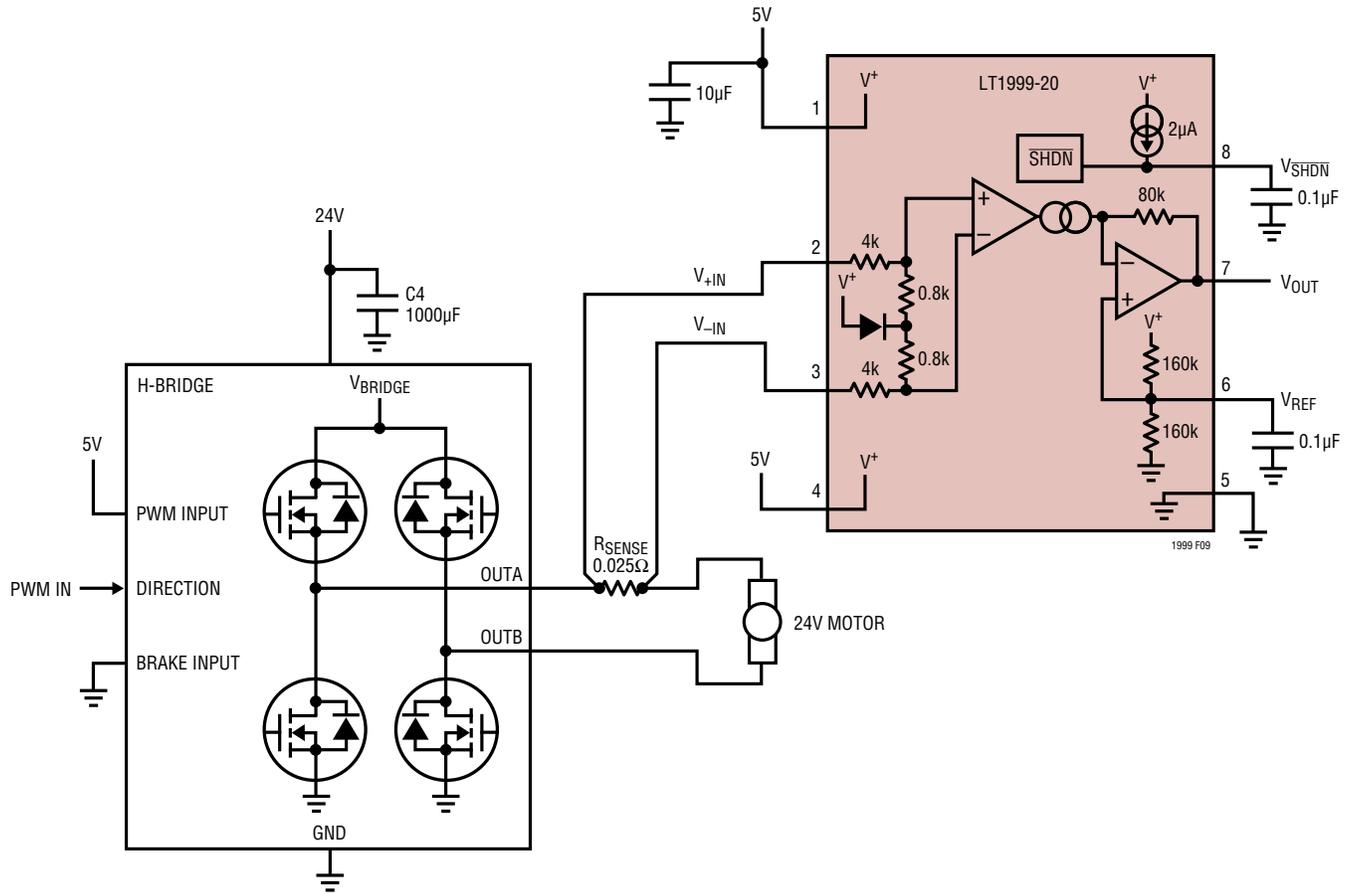 5V
10µF
1
V+
LT1999-20
V+
2µA
SHDN
8
VSHDN
0.1µF
80k
24V
2
4k
V+IN
V+
0.8k
7
VOUT
C4
1000µF
V–IN
V+
0.8k
3
4k
160k
6
VREF
H-BRIDGE
VBRIDGE
160k
0.1µF
5V
5V
V+
4
5
PWM INPUT
RSENSE
0.025Ω
1999 F09
OUTA
PWM IN
DIRECTION
24V MOTOR
OUTB
BRAKE INPUT
GND